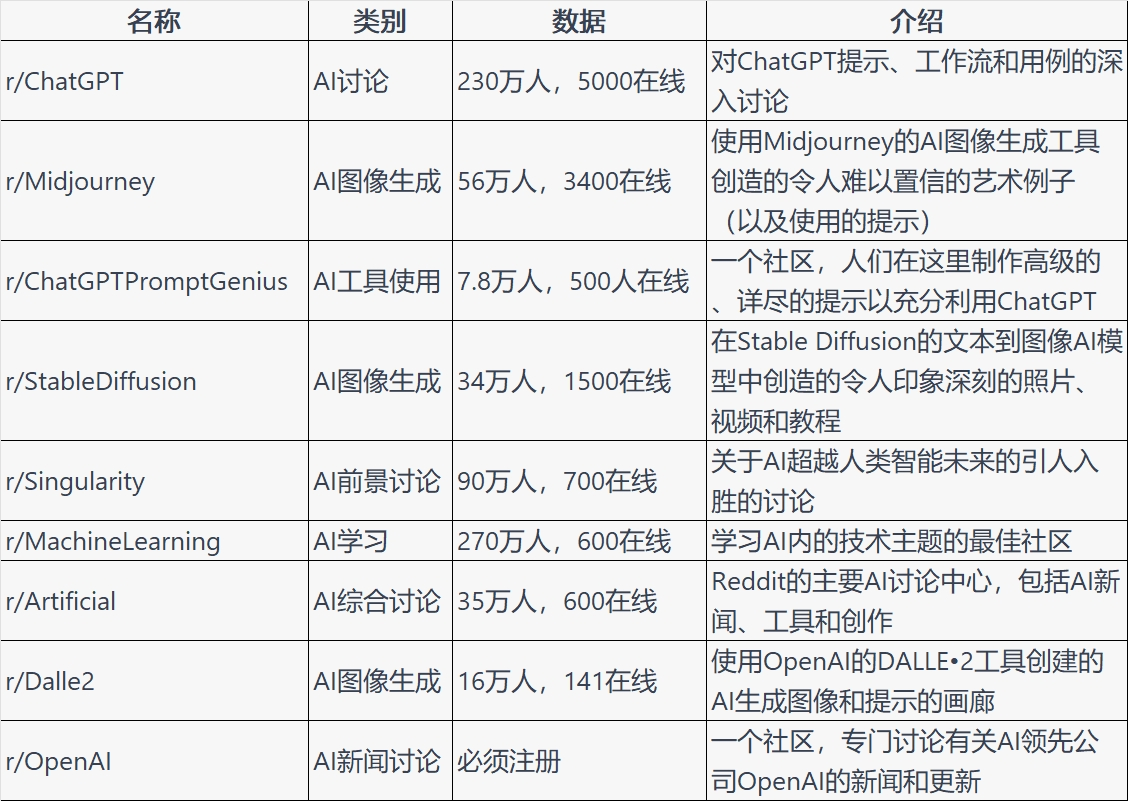 名称 类别 数据 介绍
r/ChatGPT AI讨论 230万人，5000在线 对ChatGPT提示、工作流和用例的深
入讨论
r/Midjourney AI图像生成 56万人，3400在线 使用Midjourney的AI图像生成工具
创造的令人难以置信的艺术例子
（以及使用的提示）
r/ChatGPTPromptGenius AI工具使用 7.8万人，500人在线 一个社区，人们在这里制作高级的
、详尽的提示以充分利用ChatGPT
r/StableDiffusion AI图像生成 34万人，1500在线 在Stable Diffusion的文本到图像AI模
型中创造的令人印象深刻的照片、
视频和教程
r/Singularity AI前景讨论 90万人，700在线 关于AI超越人类智能未来的引人入
胜的讨论
r/MachineLearning AI学习 270万人，600在线 学习AI内的技术主题的最佳社区
r/Artificial AI综合讨论 35万人，600在线 Reddit的主要AI讨论中心，包括AI新
闻、工具和创作
r/Dalle2 AI图像生成 16万人，141在线 使用OpenAI的DALLE•2工具创建的
AI生成图像和提示的画廊
r/OpenAI AI新闻讨论 必须注册 一个社区，专门讨论有关AI领先公
司OpenAI的新闻和更新